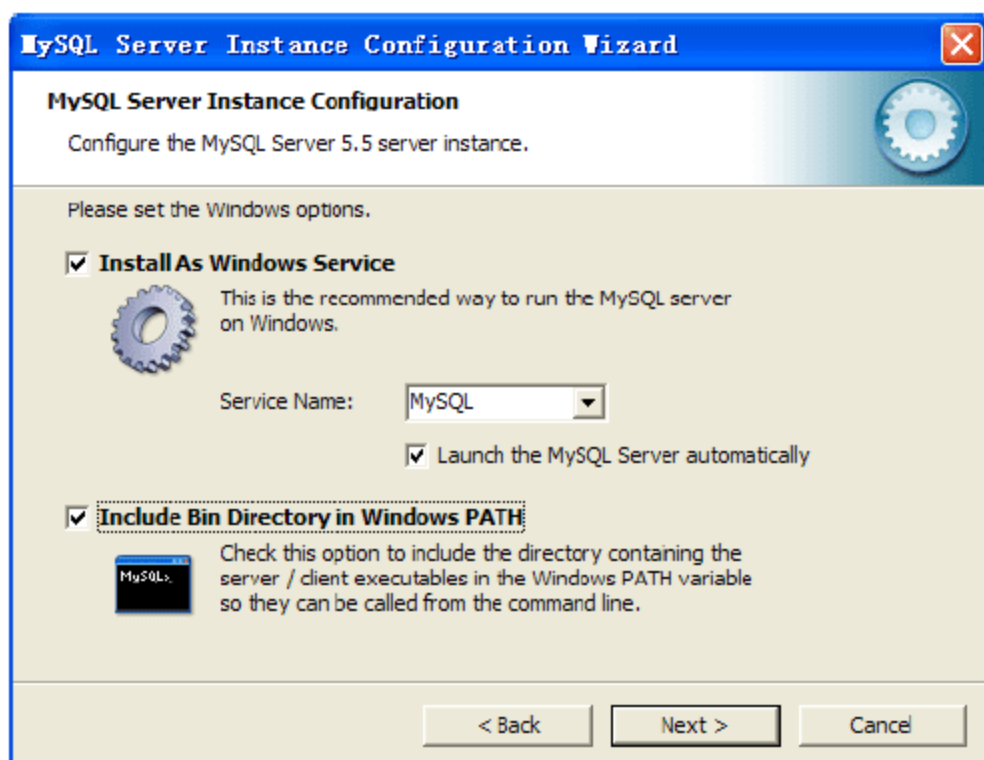 MySQL Server Instance Configuration Wizard
MySQL Server Instance Configuration
Configure the MySQL Server 5.5 server instance.
Please set the Windows options.
Install As Windows Service
This is the recommended way to run the MySQL server
on Windows.
Service Name: MySQL
Launch the MySQL Server automatically
Include Bin Directory in Windows PATH
MySQL>_
Check this option to include the directory containing the
server / client executables in the Windows PATH variable
so they can be called from the command line.
< Back Next > Cancel